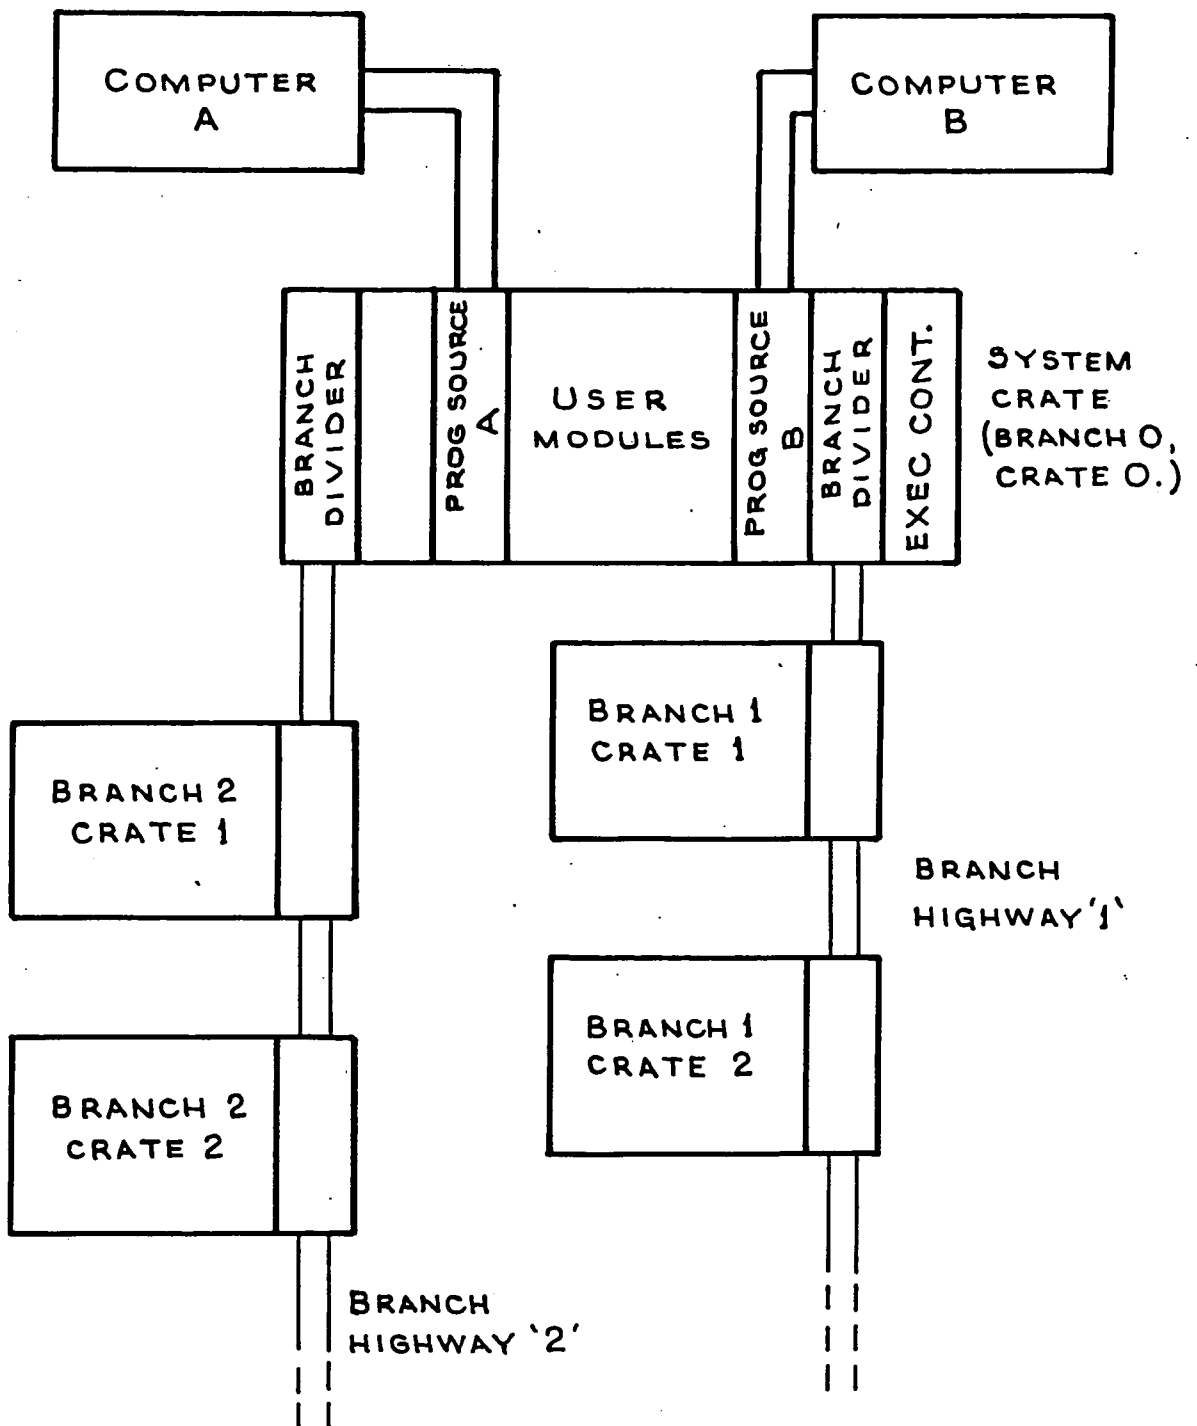 COMPUTER
A
COMPUTER
B
BRANCH
DIVIDER
PROG SOURCE
A
USER
MODULES
PROG SOURCE
B
BRANCH
DIVIDER
EXEC CONT.
SYSTEM
CRATE
(BRANCH 0,
CRATE 0.)
BRANCH 1
CRATE 1
BRANCH 2
CRATE 1
BRANCH
HIGHWAY '1'
BRANCH 1
CRATE 2
BRANCH 2
CRATE 2
BRANCH
HIGHWAY '2'